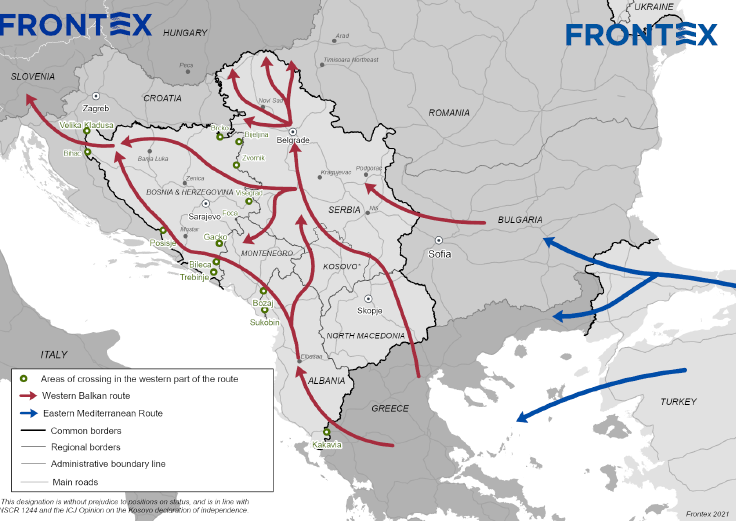 FRONTEX
UKRAINE
FRONTEX
HUNGARY
Arad
Timisoara Northeast
SLOVENIA
Pecs
CROATIA
Zagreb
Novi Sad
ROMANIA
Velika Kladusa
Brcko
Bijeljina
Belgrade
Bihac
Banja Luka
Zvornik
Kragujevac
Podgorac
Zenica
BOSNIA & HERZEGOVINA
Visegrad
Sarajevo
Foca
SERBIA
Nis
BULGARIA
Mostar
Posisje
Gacko
MONTENEGRO
Sofia
Bileca
KOSOVO*
Trebinje
Bozaj
Skopje
Sukobin
NORTH MACEDONIA
ITALY
Elbasan
ALBANIA
TURKEY
GREECE
Kakavia
Areas of crossing in the western part of the route
Western Balkan route
Eastern Mediterranean Route
Common borders
Regional borders
Administrative boundary line
Main roads
This designation is without prejudice to positions on status, and is in line with
NSCR 1244 and the ICJ Opinion on the Kosovo declaration of independence.
Frontex 2021